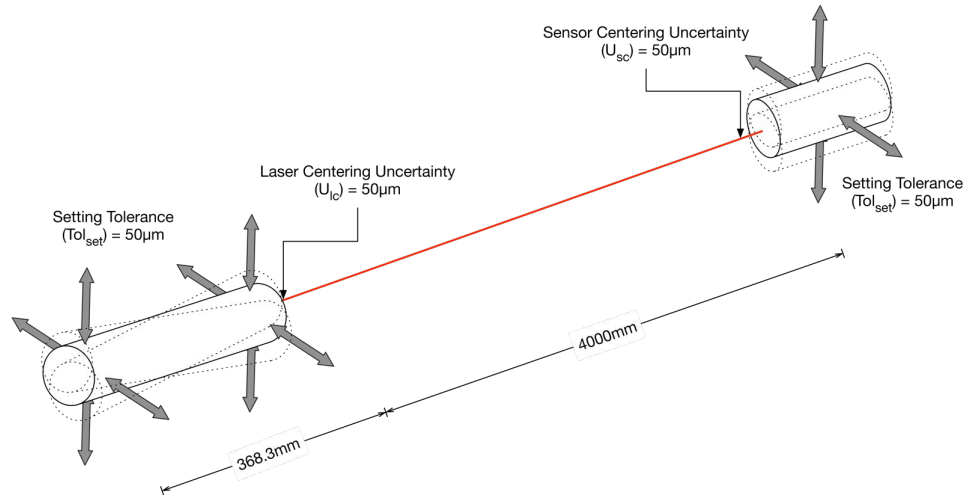 Sensor Centering Uncertainty
(Usc) = 50µm
Laser Centering Uncertainty
(Ulc) = 50µm
Setting Tolerance
(Tolset) = 50µm
Setting Tolerance
(Tolset) = 50µm
4000mm
368.3mm